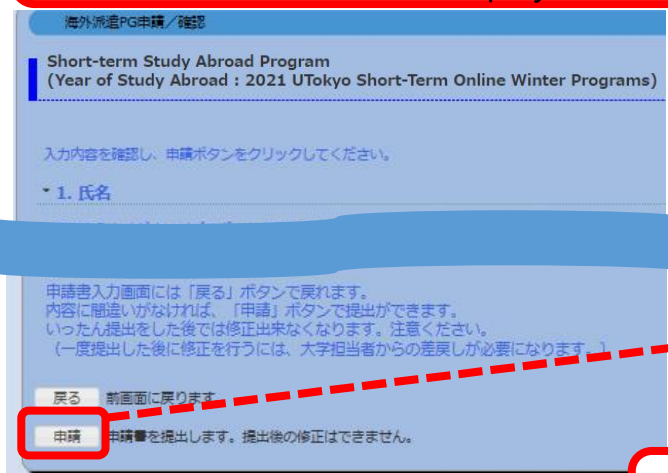 海外派遣PG申請／確認
Short-term Study Abroad Program
(Year of Study Abroad : 2021 UTokyo Short-Term Online Winter Programs)
入力内容を確認し、申請ボタンをクリックしてください。
1. 氏名
申請書入力画面には「戻る」ボタンで戻れます。
内容に間違いがなければ、「申請」ボタンで提出ができます。
いったん提出をした後では修正出来なくなります。注意ください。
（一度提出した後に修正を行うには、大学担当者からの差戻しが必要になります。）
戻る 前画面に戻ります
申請 申請書を提出します。提出後の修正はできません。